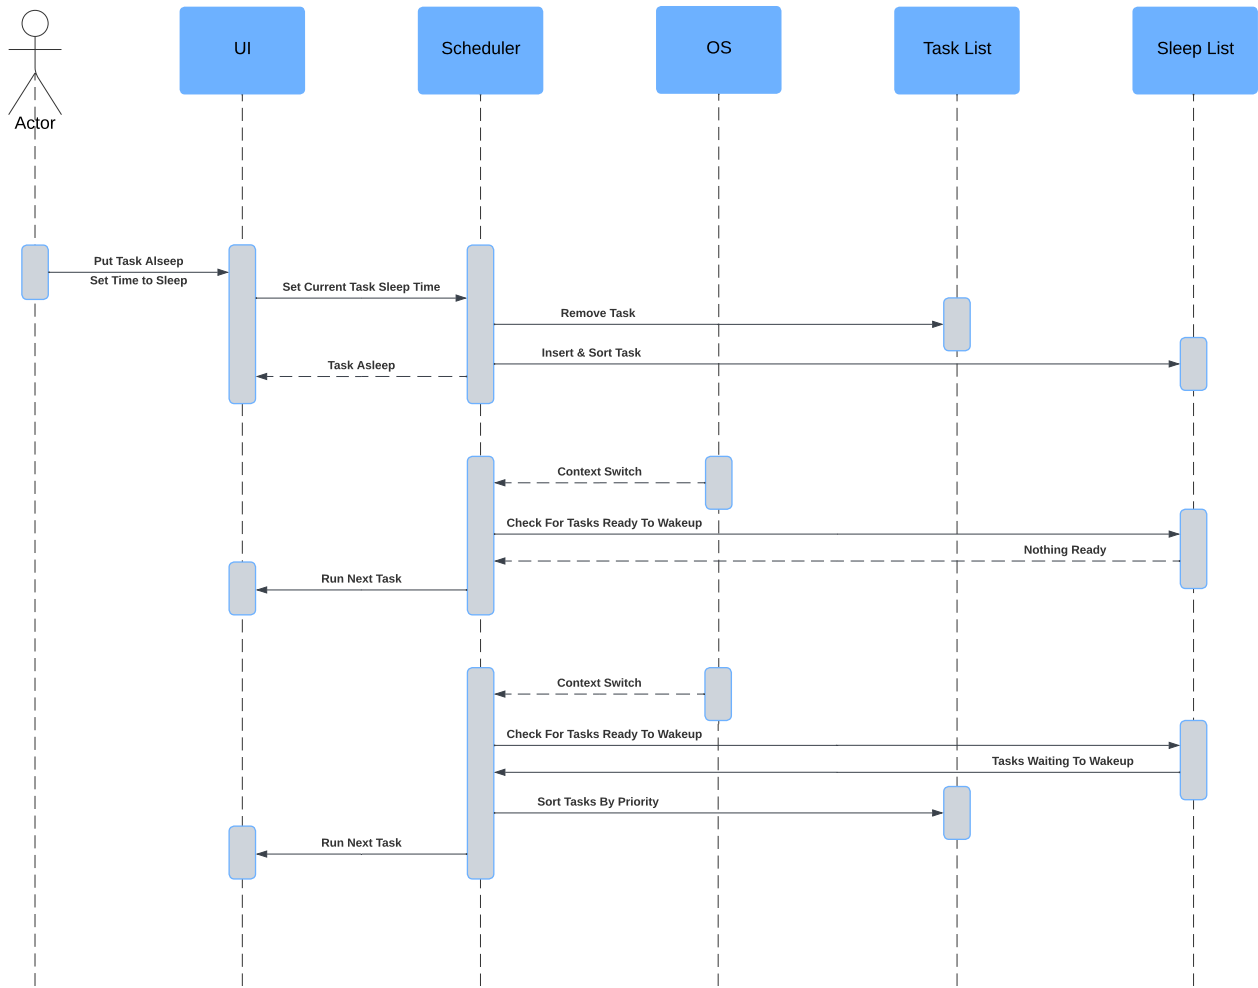 UI
Scheduler
OS
Task List
Sleep List
Actor
Put Task Alseep
Set Time to Sleep
Set Current Task Sleep Time
Remove Task
Insert & Sort Task
Task Asleep
Context Switch
Check For Tasks Ready To Wakeup
Nothing Ready
Run Next Task
Context Switch
Check For Tasks Ready To Wakeup
Tasks Waiting To Wakeup
Sort Tasks By Priority
Run Next Task